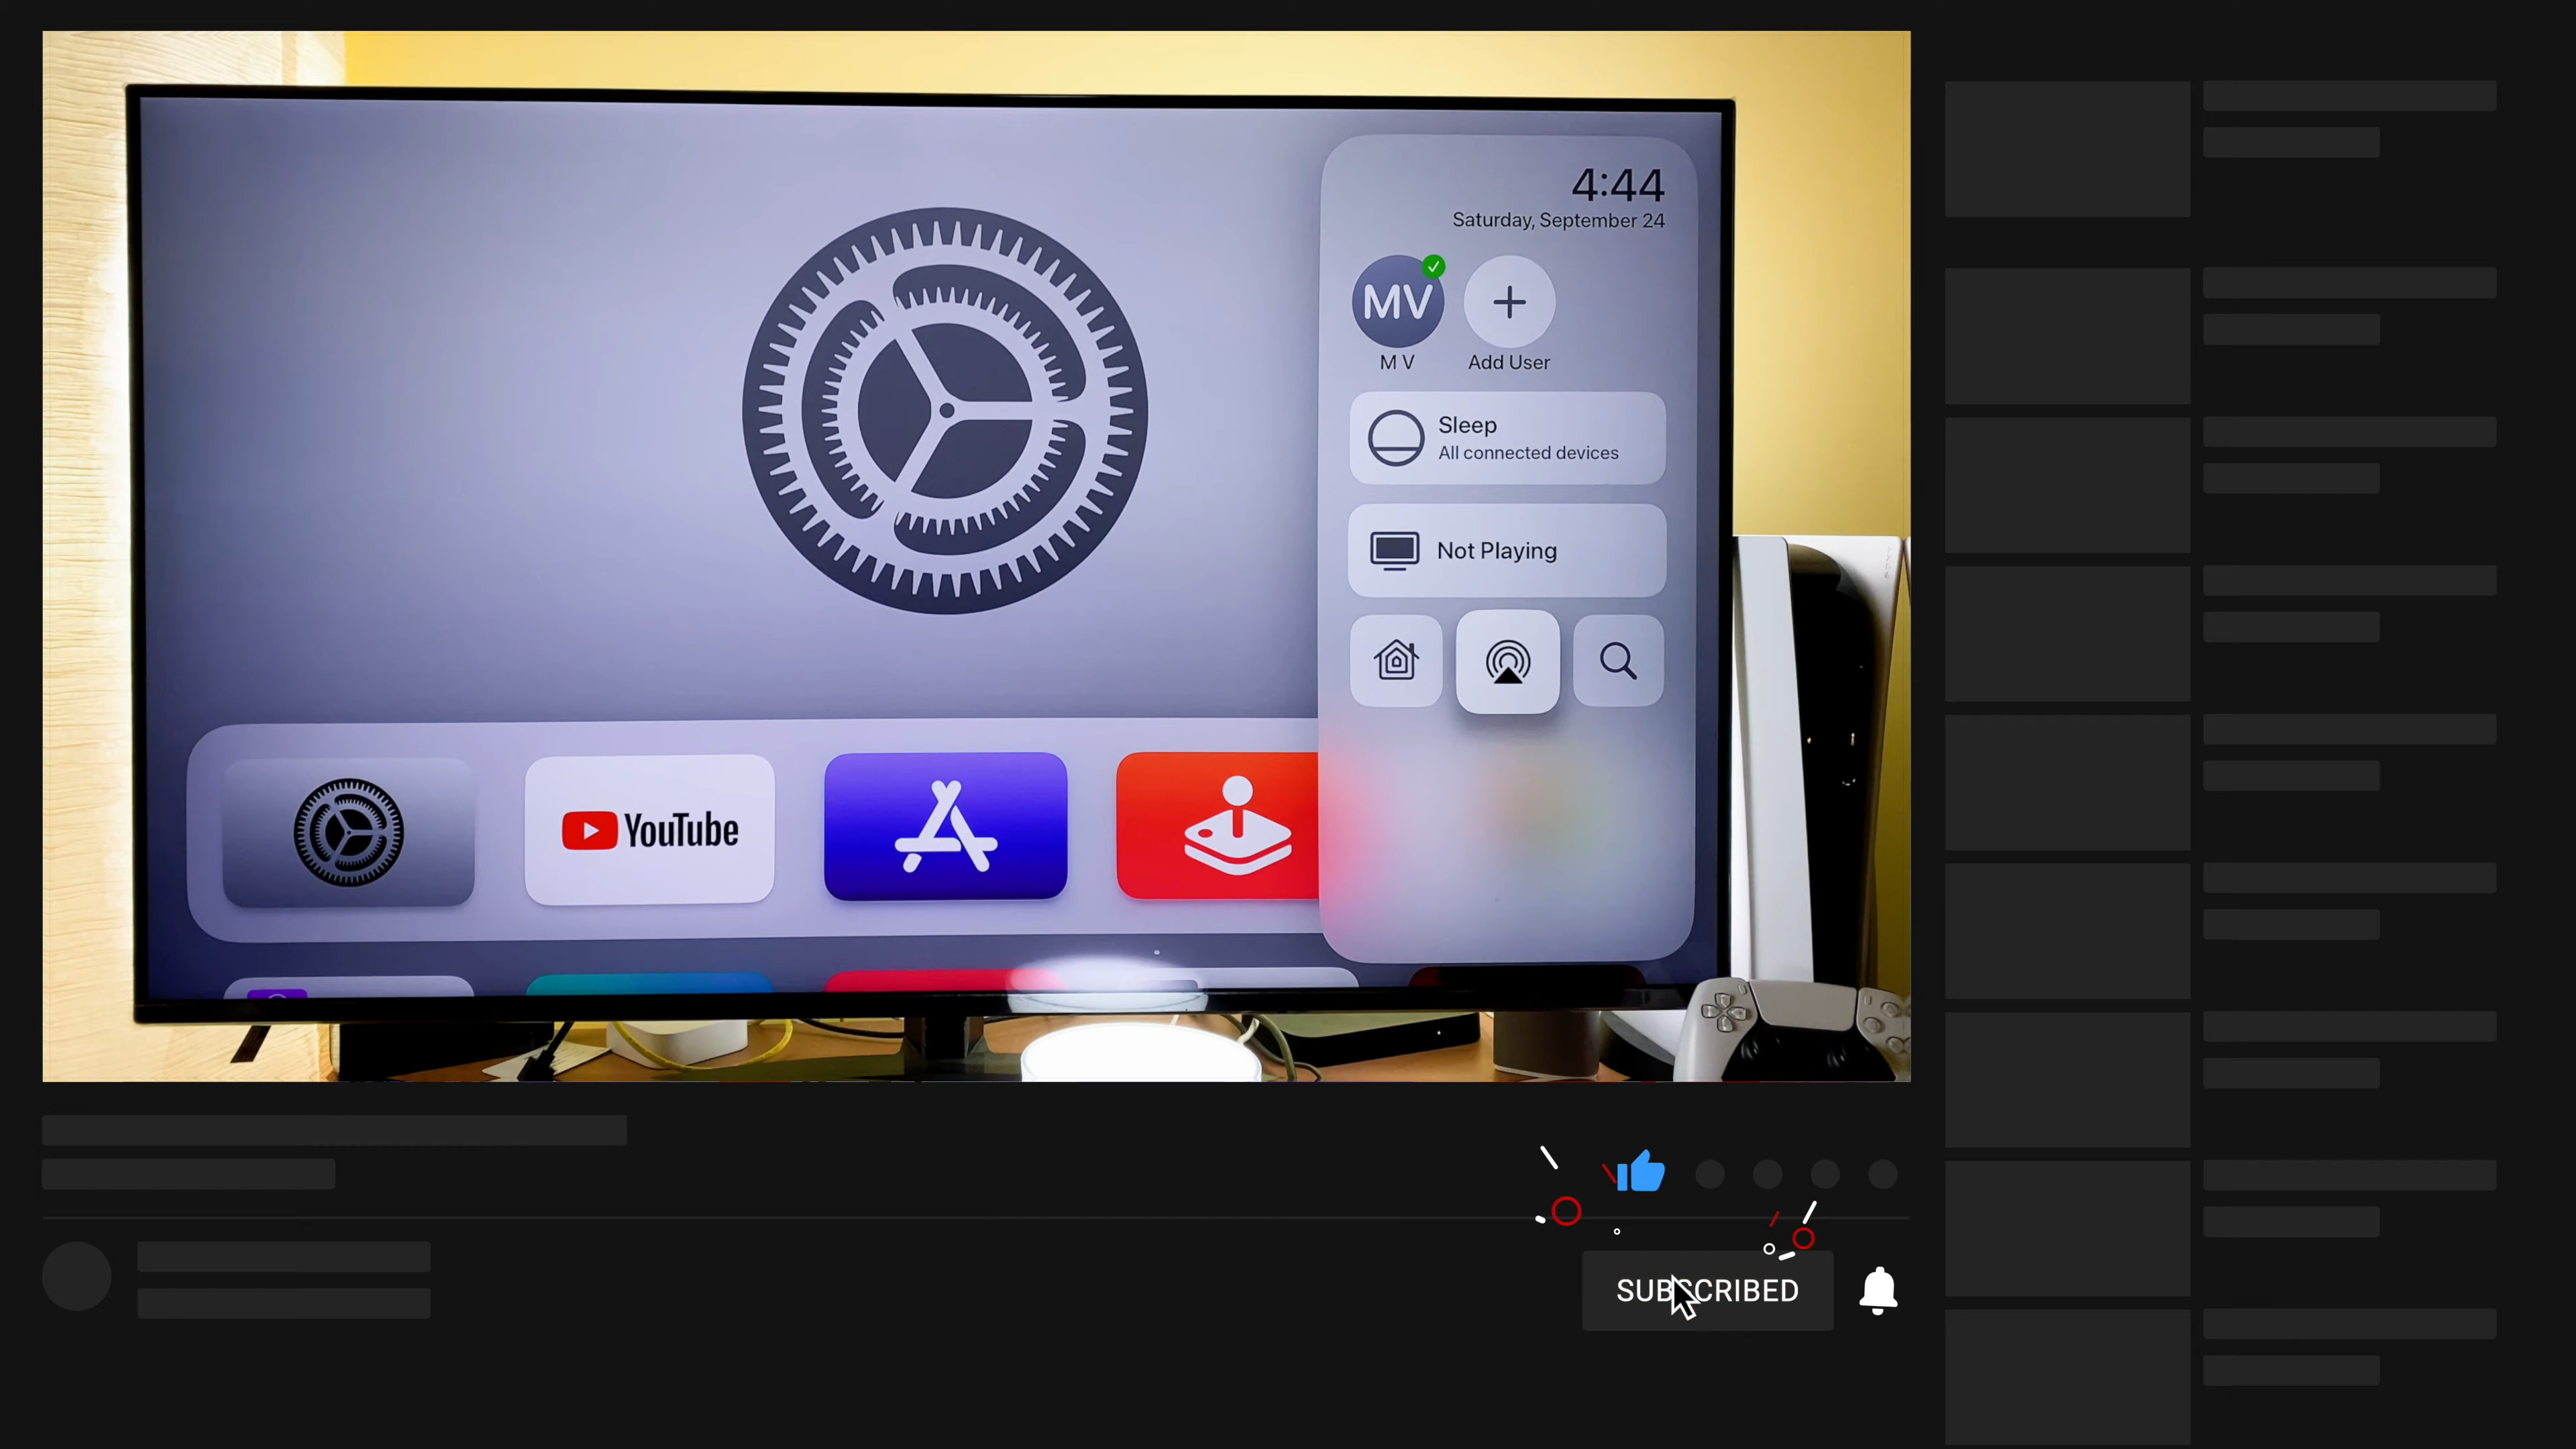 4:44
Saturday, September 24
MV
M V
Add User
Sleep
All connected devices
Not Playing
YouTube
SUBSCRIBED